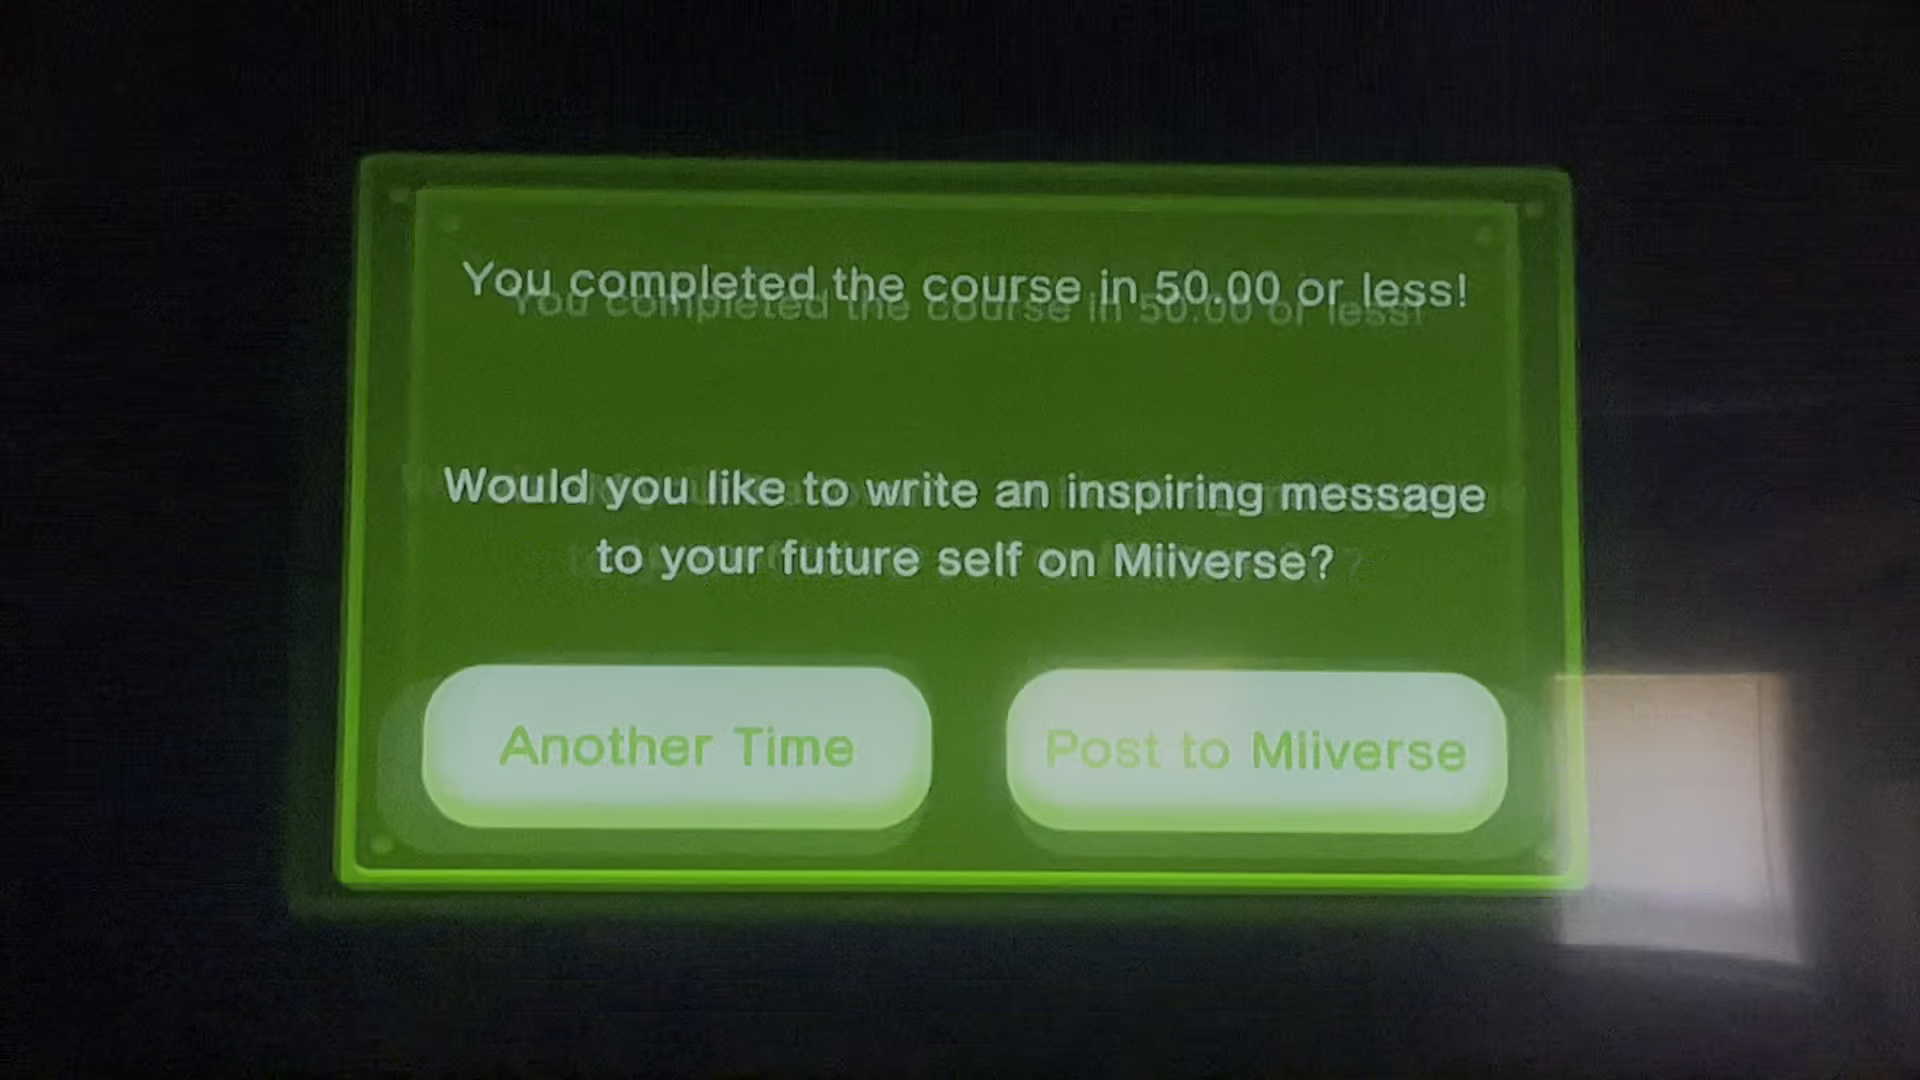 You completed the course in 50.00 or less!
Would you like to write an inspiring message
to your future self on Miiverse?
Another Time
Post to Miiverse